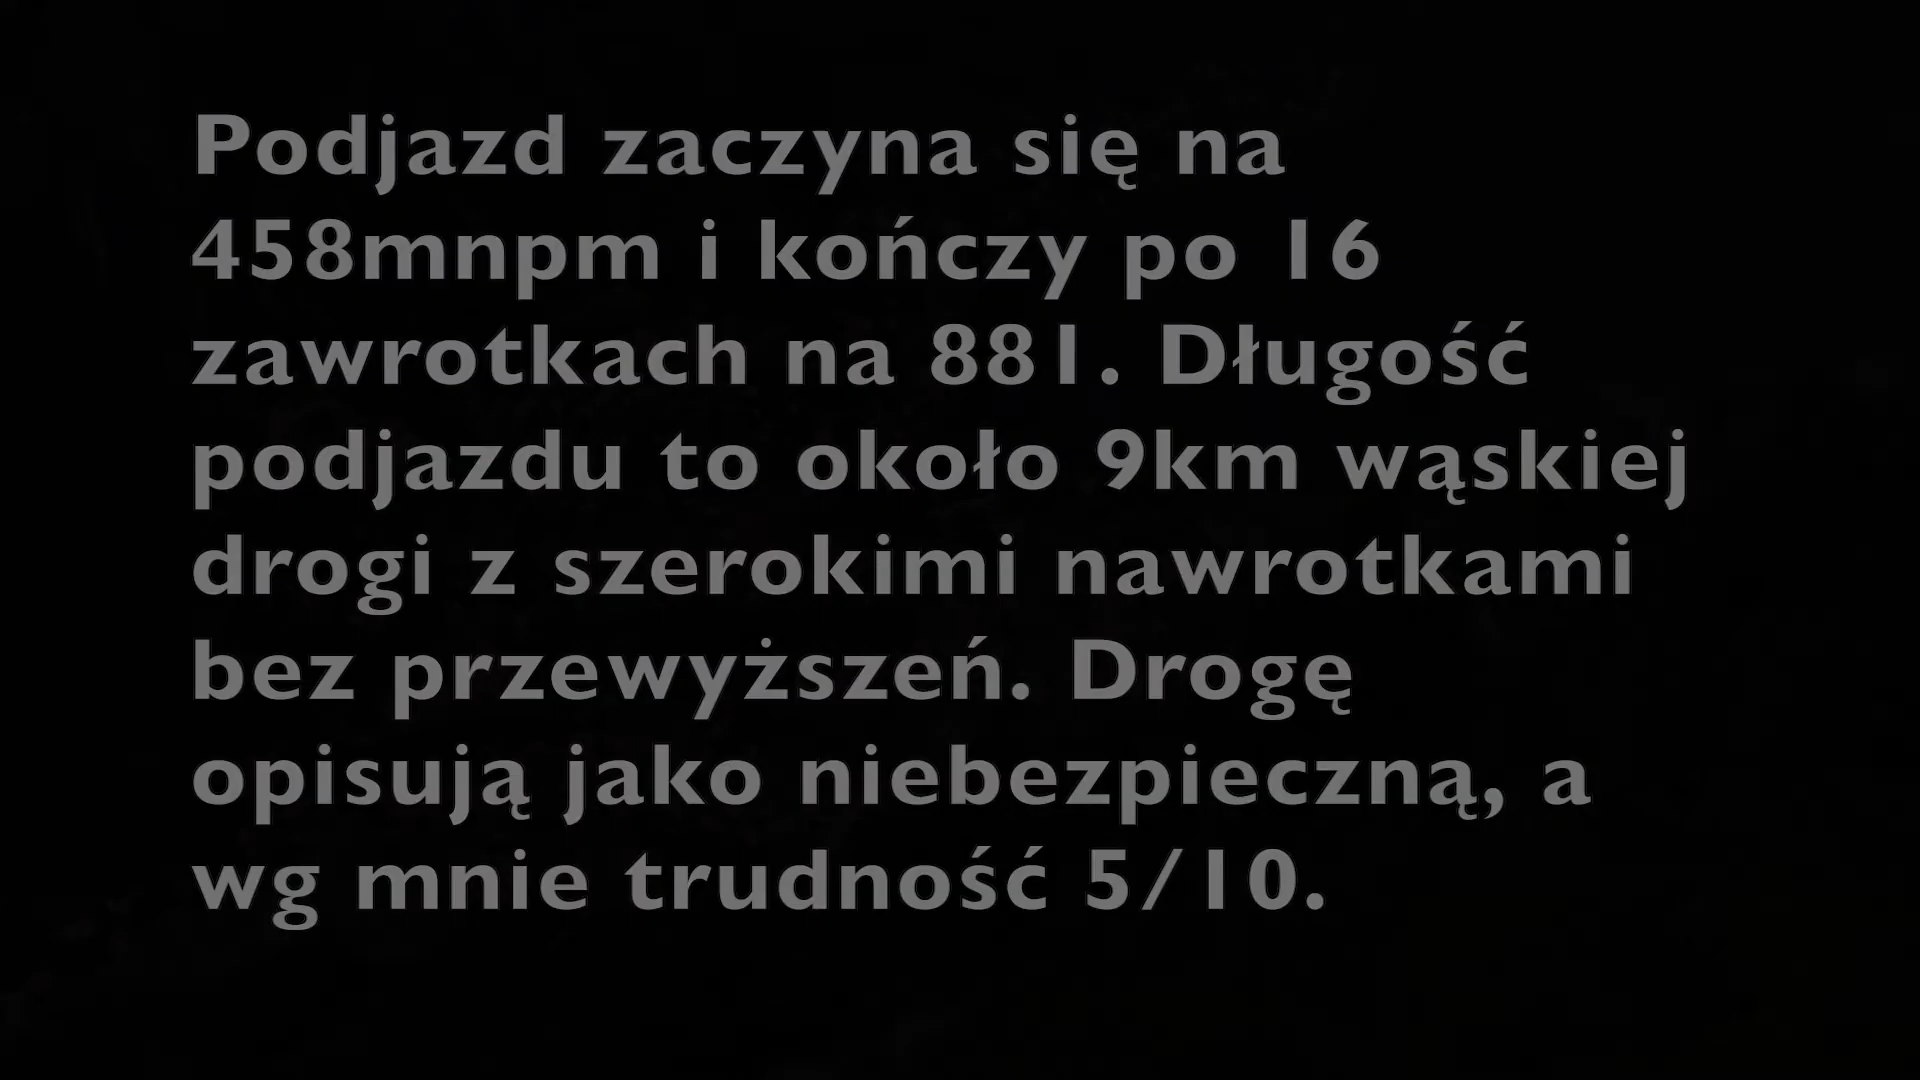 Podjazd zaczyna się na
458mnpm i kończy po 16
zawrotkach na 881. Długość
podjazdu to około 9km wąskiej
drogi z szerokimi nawrotkami
bez przewyższeń. Drogę
opisują jako niebezpieczną, a
wg mnie trudność 5/10.